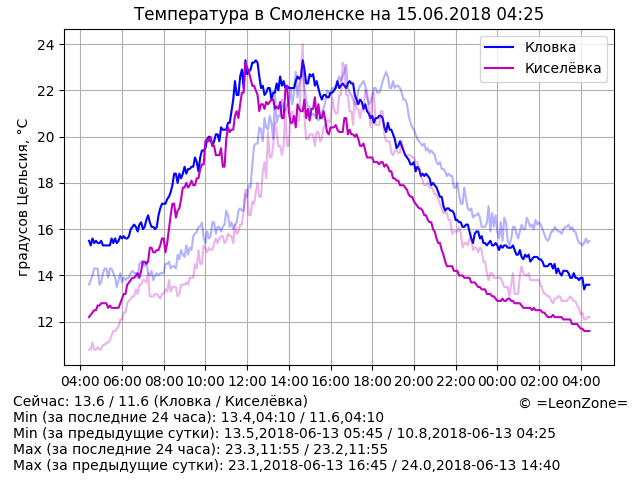 Температура в Смоленске на 15.06.2018 04:25
24
22
20
18
16
14
12
градусов Цельсия, °C
Кловка
Киселёвка
04:00 06:00 08:00 10:00 12:00 14:00 16:00 18:00 20:00 22:00 00:00 02:00 04:00
Сейчас: 13.6 / 11.6 (Кловка / Киселёвка)
© =LeonZone=
Min (за последние 24 часа): 13.4,04:10 / 11.6,04:10
Min (за предыдущие сутки): 13.5,2018-06-13 05:45 / 10.8,2018-06-13 04:25
Max (за последние 24 часа): 23.3,11:55 / 23.2,11:55
Max (за предыдущие сутки): 23.1,2018-06-13 16:45 / 24.0,2018-06-13 14:40